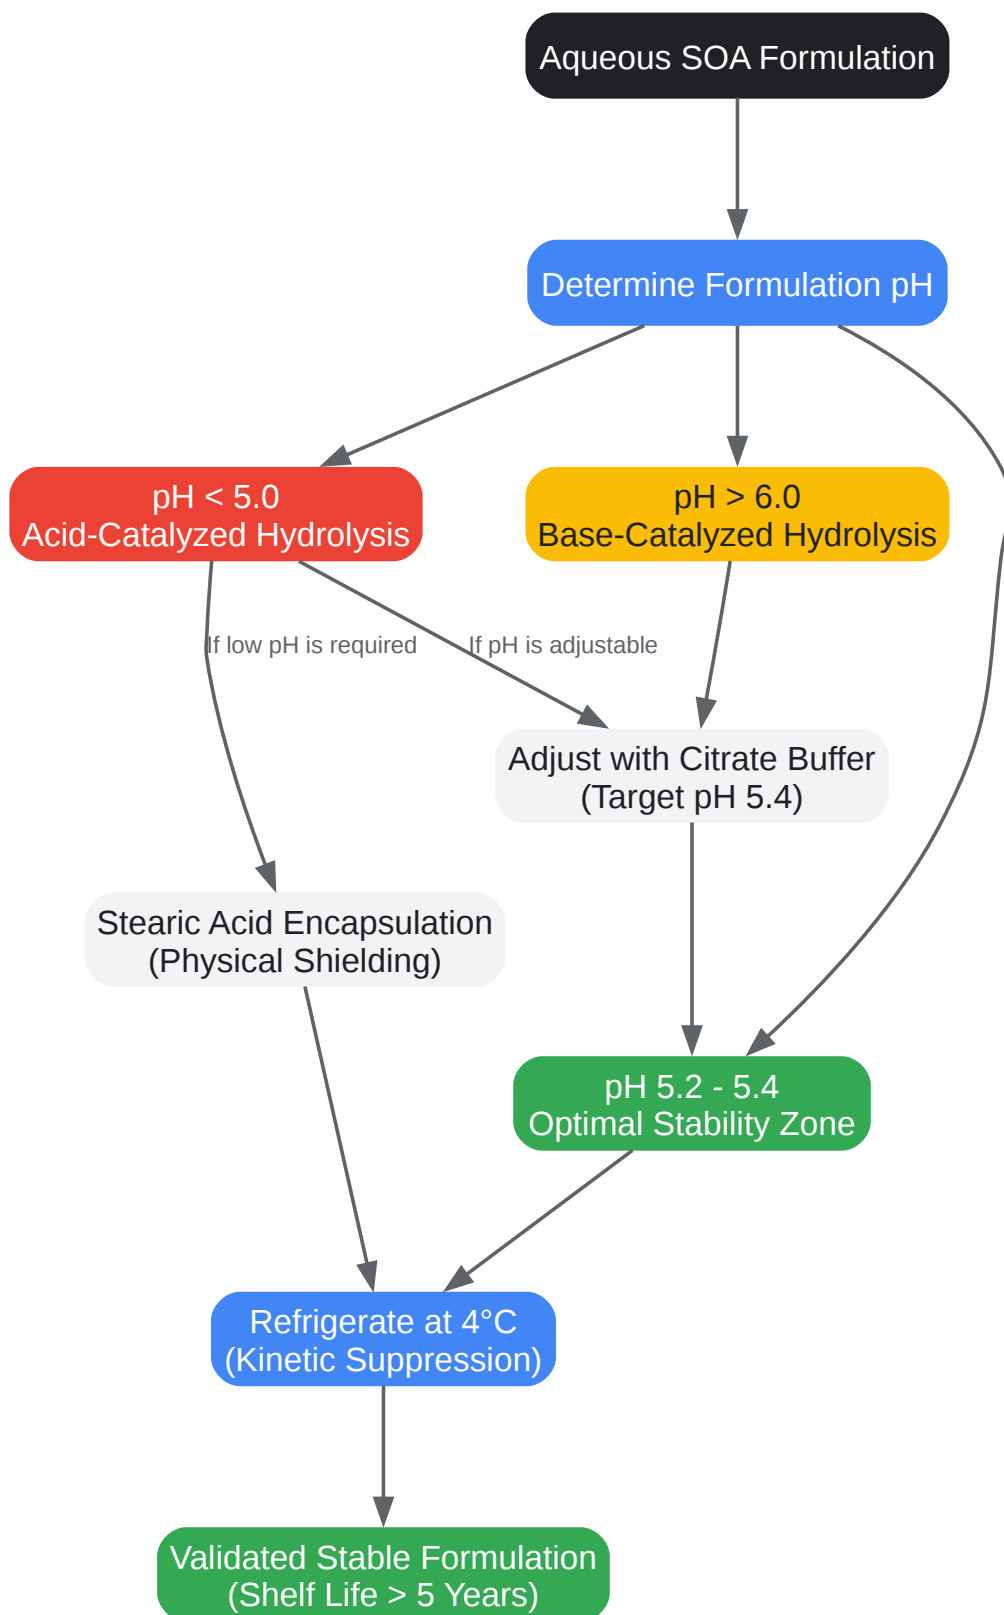 Aqueous SOA Formulation
Determine Formulation pH
pH < 5.0
Acid-Catalyzed Hydrolysis
pH > 6.0
Base-Catalyzed Hydrolysis
If low pH is required
If pH is adjustable
Adjust with Citrate Buffer
(Target pH 5.4)
Stearic Acid Encapsulation
(Physical Shielding)
pH 5.2 - 5.4
Optimal Stability Zone
Refrigerate at 4°C
(Kinetic Suppression)
Validated Stable Formulation
(Shelf Life > 5 Years)